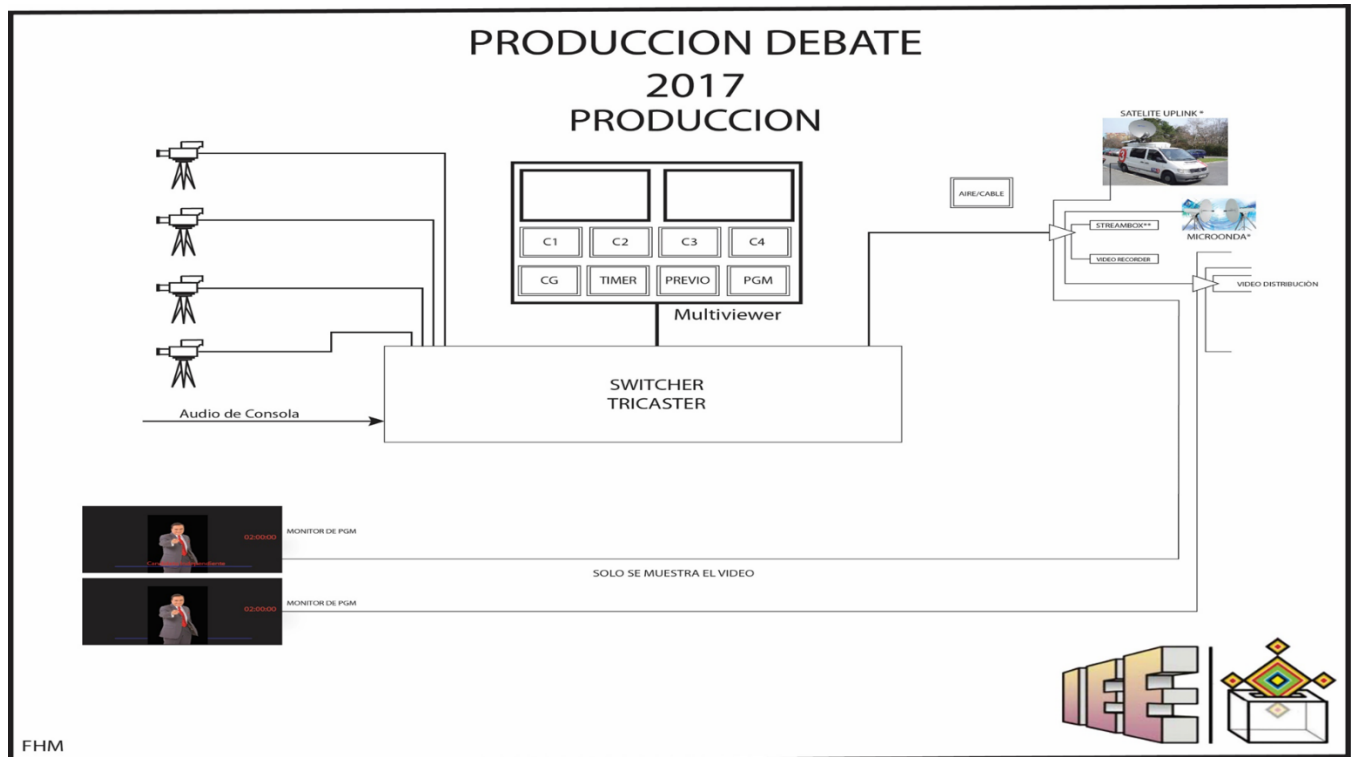 PRODUCCION DEBATE
2017
PRODUCCION
SATELITE UPLINK *
AIRE/CABLE
STREAMBOX**
MICROONDA*
VIDEO RECORDER
VIDEO DISTRIBUCIÓN
C1
C2
C3
C4
CG
TIMER
PREVIO
PGM
Multiviewer
SWITCHER
TRICASTER
Audio de Consola
MONITOR DE PGM
02:00:00
SOLO SE MUESTRA EL VIDEO
MONITOR DE PGM
02:00:00
IEE
FHM